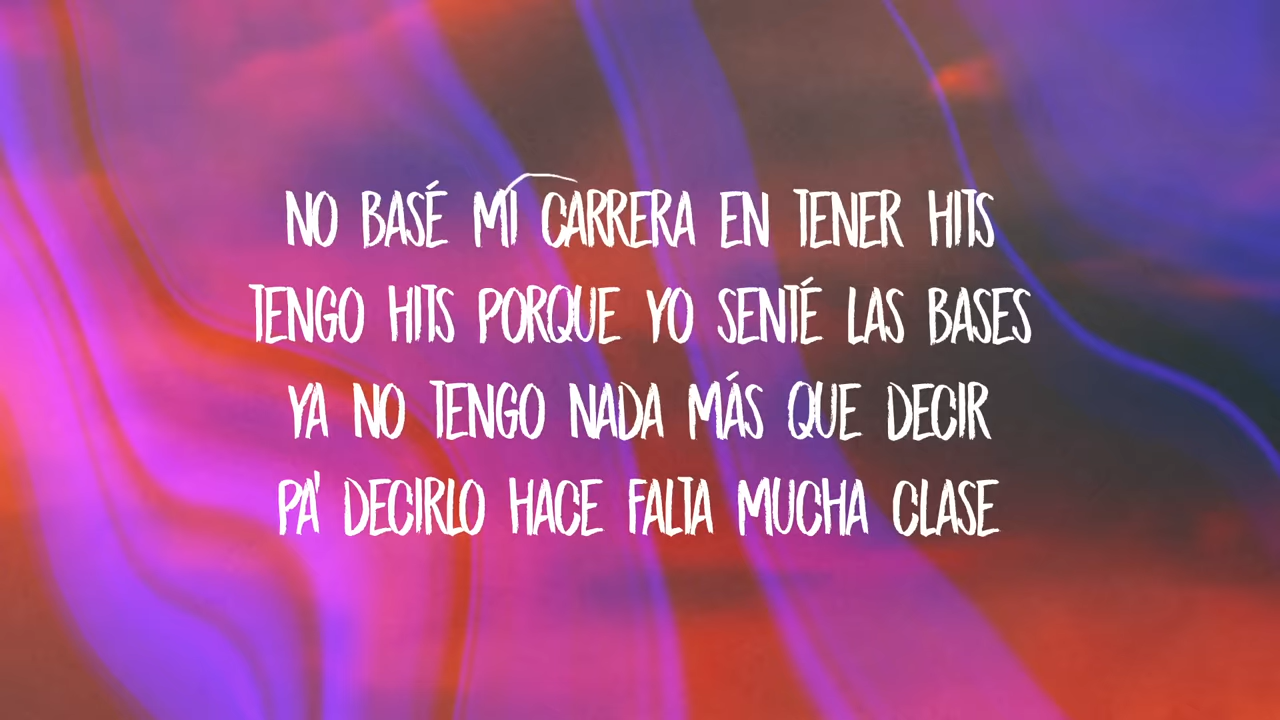 NO BASÉ MI CARRERA EN TENER HITS
TENGO HITS PORQUE YO SENTÉ LAS BASES
YA NO TENGO NADA MÁS QUE DECIR
PA' DECIRLO HACE FALTA MUCHA CLASE